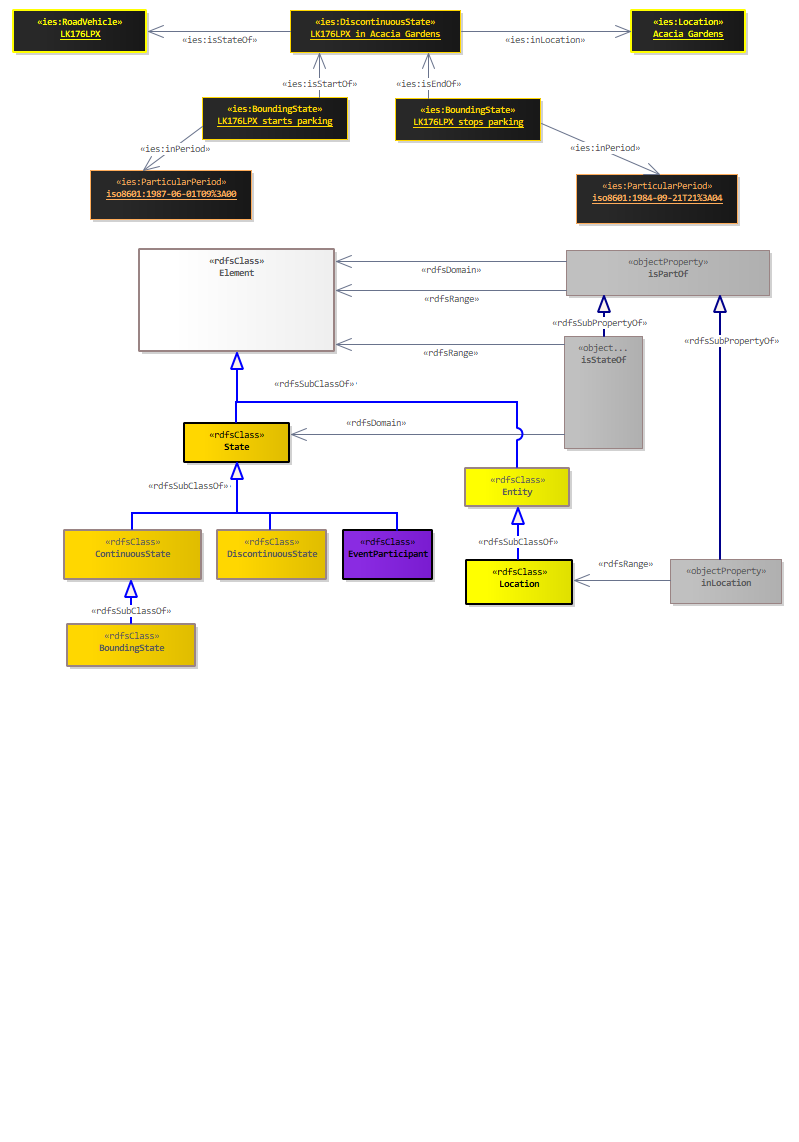 «ies:RoadVehicle»
LK176LPX
«ies:isStateOf»
«ies:DiscontinuousState»
LK176LPX in Acacia Gardens
«ies:inLocation»
«ies:Location»
Acacia Gardens
«ies:isStartOf»
«ies:isEndOf»
«ies:BoundingState»
LK176LPX starts parking
«ies:BoundingState»
LK176LPX stops parking
«ies:inPeriod»
«ies:inPeriod»
«ies:ParticularPeriod»
iso8601:1987-06-01T09%3A00
«ies:ParticularPeriod»
iso8601:1984-09-21T21%3A04
«rdfsClass»
Element
«rdfsDomain»
«rdfsRange»
«objectProperty»
isPartOf
«rdfsSubPropertyOf»
«rdfsSubPropertyOf»
«rdfsRange»
«object...
isStateOf
«rdfsSubClassOf»
«rdfsClass»
State
«rdfsDomain»
«rdfsSubClassOf»
«rdfsClass»
Entity
«rdfsClass»
ContinuousState
«rdfsClass»
DiscontinuousState
«rdfsClass»
EventParticipant
«rdfsSubClassOf»
«rdfsClass»
Location
«rdfsRange»
«objectProperty»
inLocation
«rdfsSubClassOf»
«rdfsClass»
BoundingState